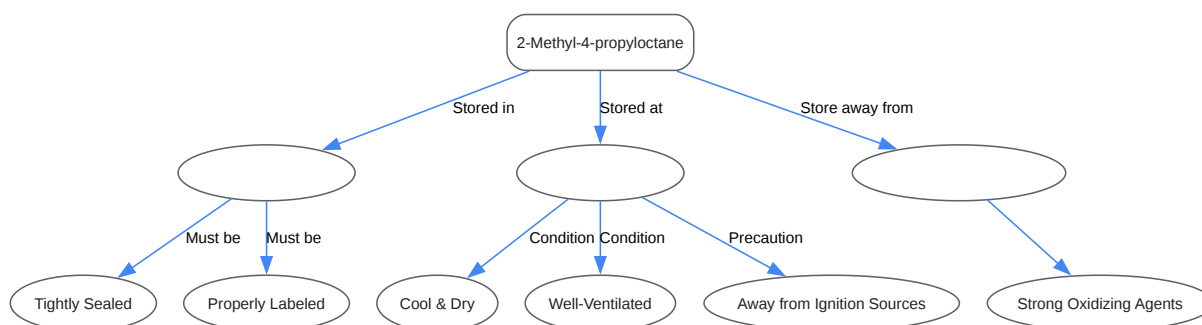 2-Methyl-4-propyloctane
Stored in
Stored at
Store away from
Must be
Must be
Condition
Condition
Precaution
Tightly Sealed
Properly Labeled
Cool & Dry
Well-Ventilated
Away from Ignition Sources
Strong Oxidizing Agents